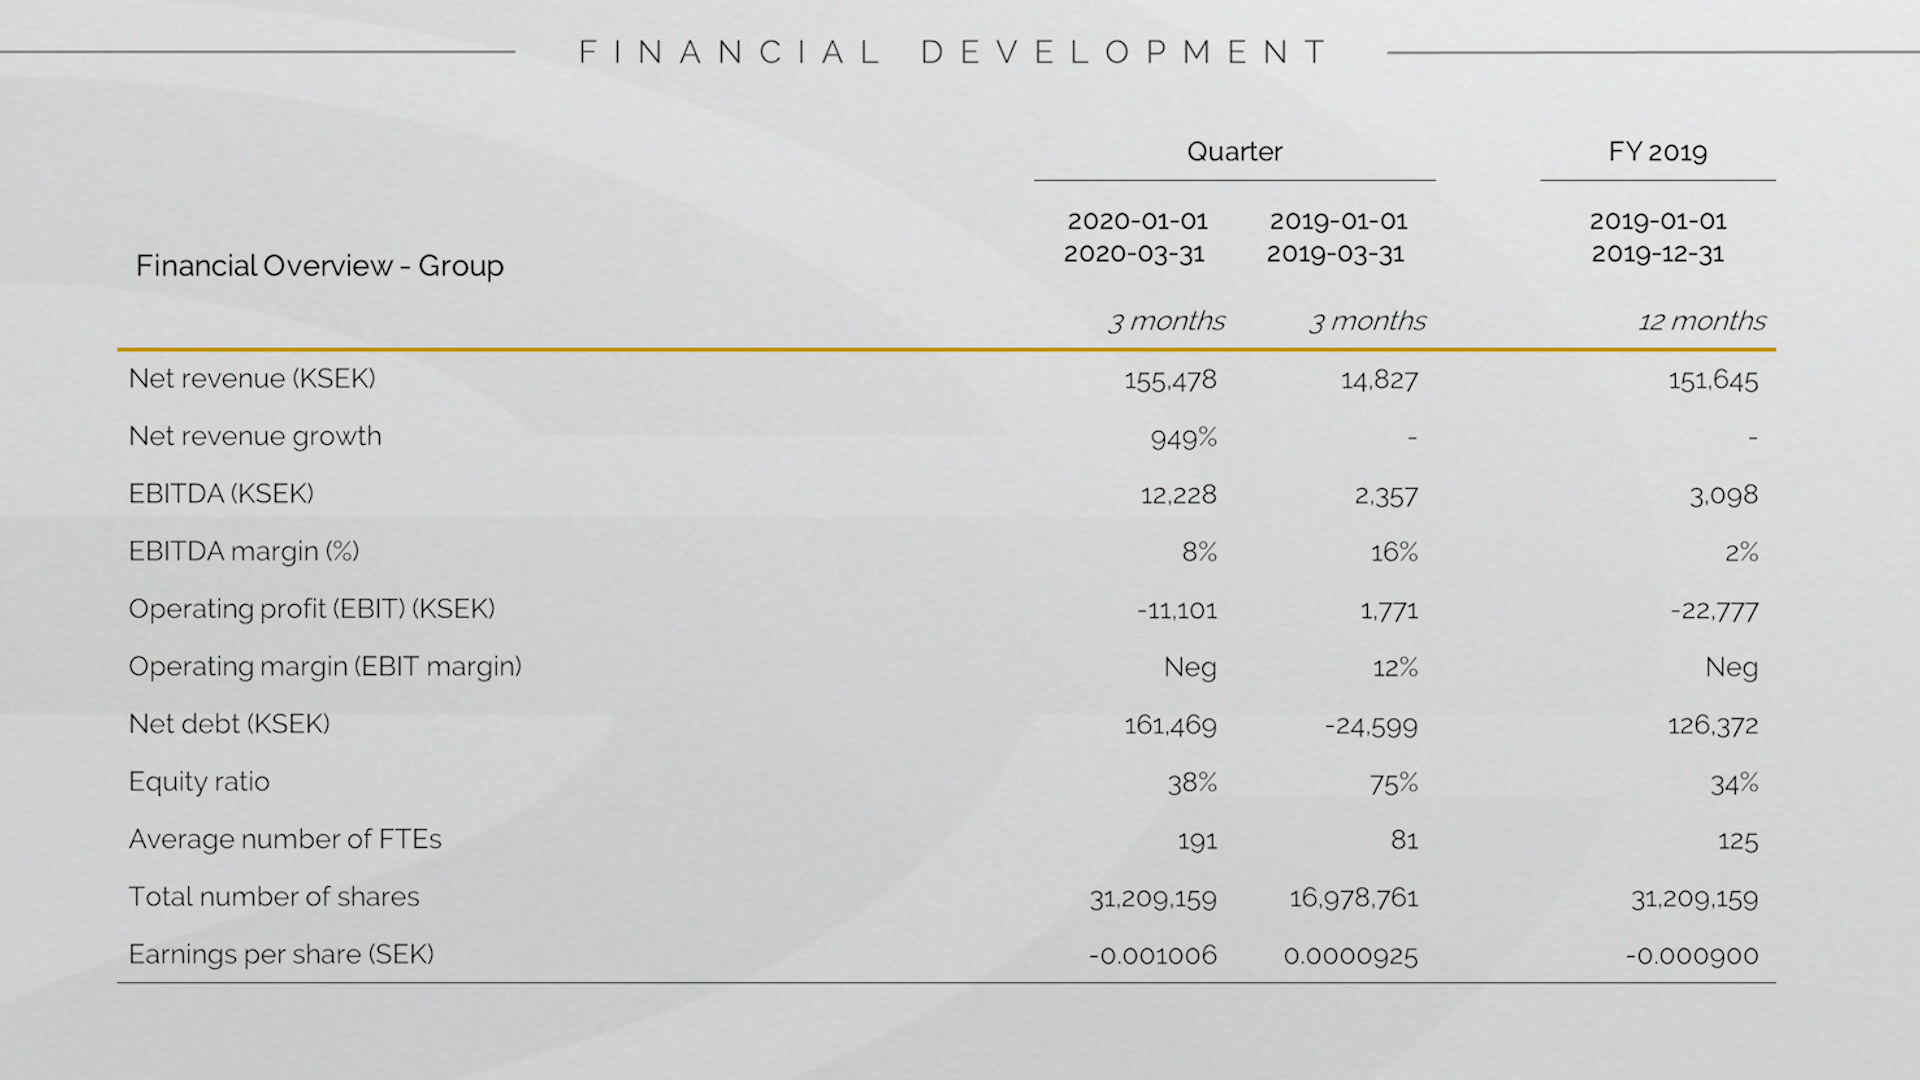 FINANCIAL DEVELOPMENT
Quarter FY 2019
2020-01-01 2019-01-01 2019-01-01
2020-03-31 2019-03-31 2019-12-31
Financial Overview - Group
3 months 3 months 12 months
Net revenue (KSEK) 155,478 14,827 151,645
Net revenue growth 949% - -
EBITDA (KSEK) 12,228 2,357 3,098
EBITDA margin (%) 8% 16% 2%
Operating profit (EBIT) (KSEK) -11,101 1,771 -22,777
Operating margin (EBIT margin) Neg 12% Neg
Net debt (KSEK) 161,469 -24,599 126,372
Equity ratio 38% 75% 34%
Average number of FTEs 191 81 125
Total number of shares 31,209,159 16,978,761 31,209,159
Earnings per share (SEK) -0.001006 0.0000925 -0.000900